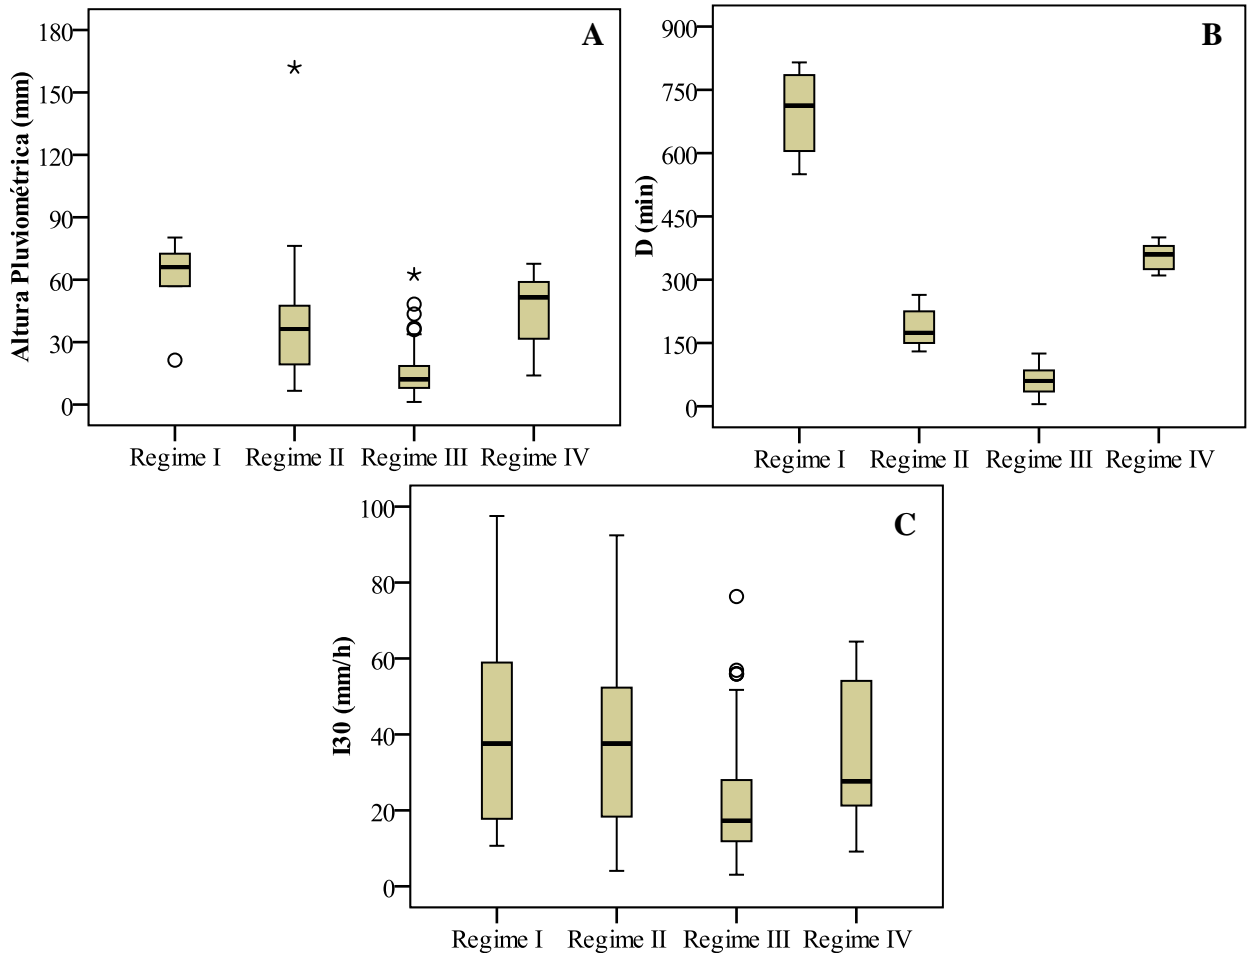 A
Altura Pluviométrica (mm)
180
150
120
90
60
30
0
Regime I Regime II Regime III Regime IV
B
D (min)
900
750
600
450
300
150
0
Regime I Regime II Regime III Regime IV
C
I30 (mm/h)
100
80
60
40
20
0
Regime I Regime II Regime III Regime IV